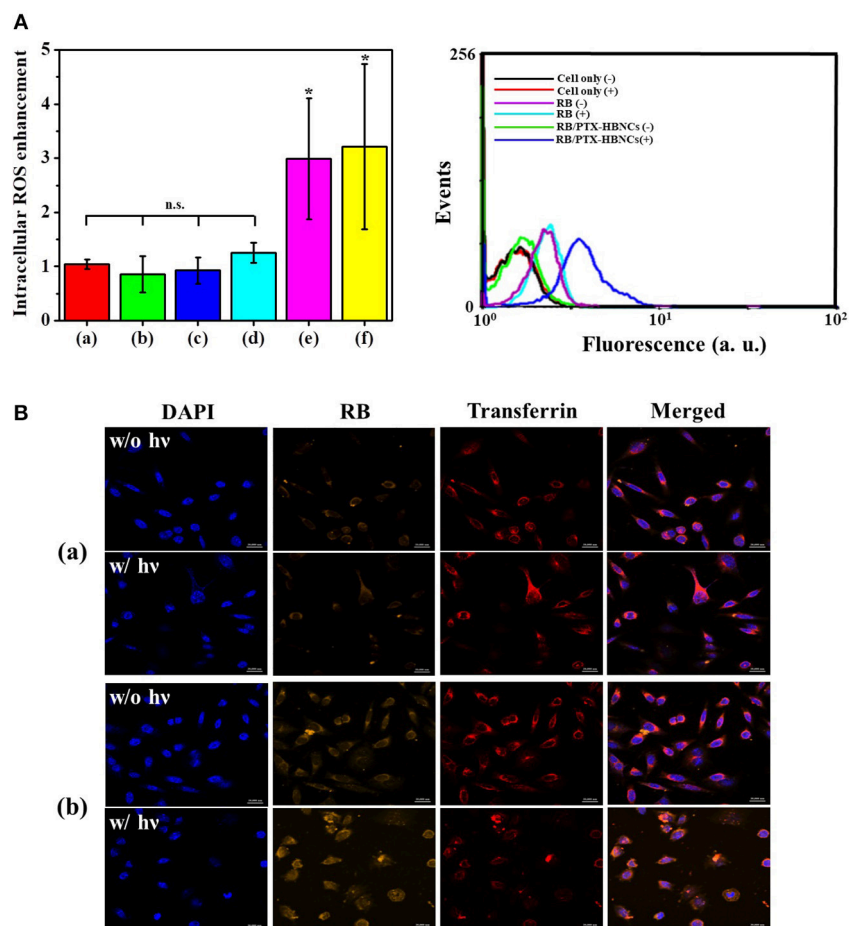 A
Intracellular ROS enhancement
5
4
3
2
1
0
n.s.
*
*
(a) (b) (c) (d) (e) (f)
256
Events
0
Cell only (-)
Cell only (+)
RB (-)
RB (+)
RB/PTX-HBNCs (-)
RB/PTX-HBNCs(+)
10⁰ 10¹ 10²
Fluorescence (a. u.)
B
DAPI RB Transferrin Merged
(a)
w/o hν
w/ hν
(b)
w/o hν
w/ hν